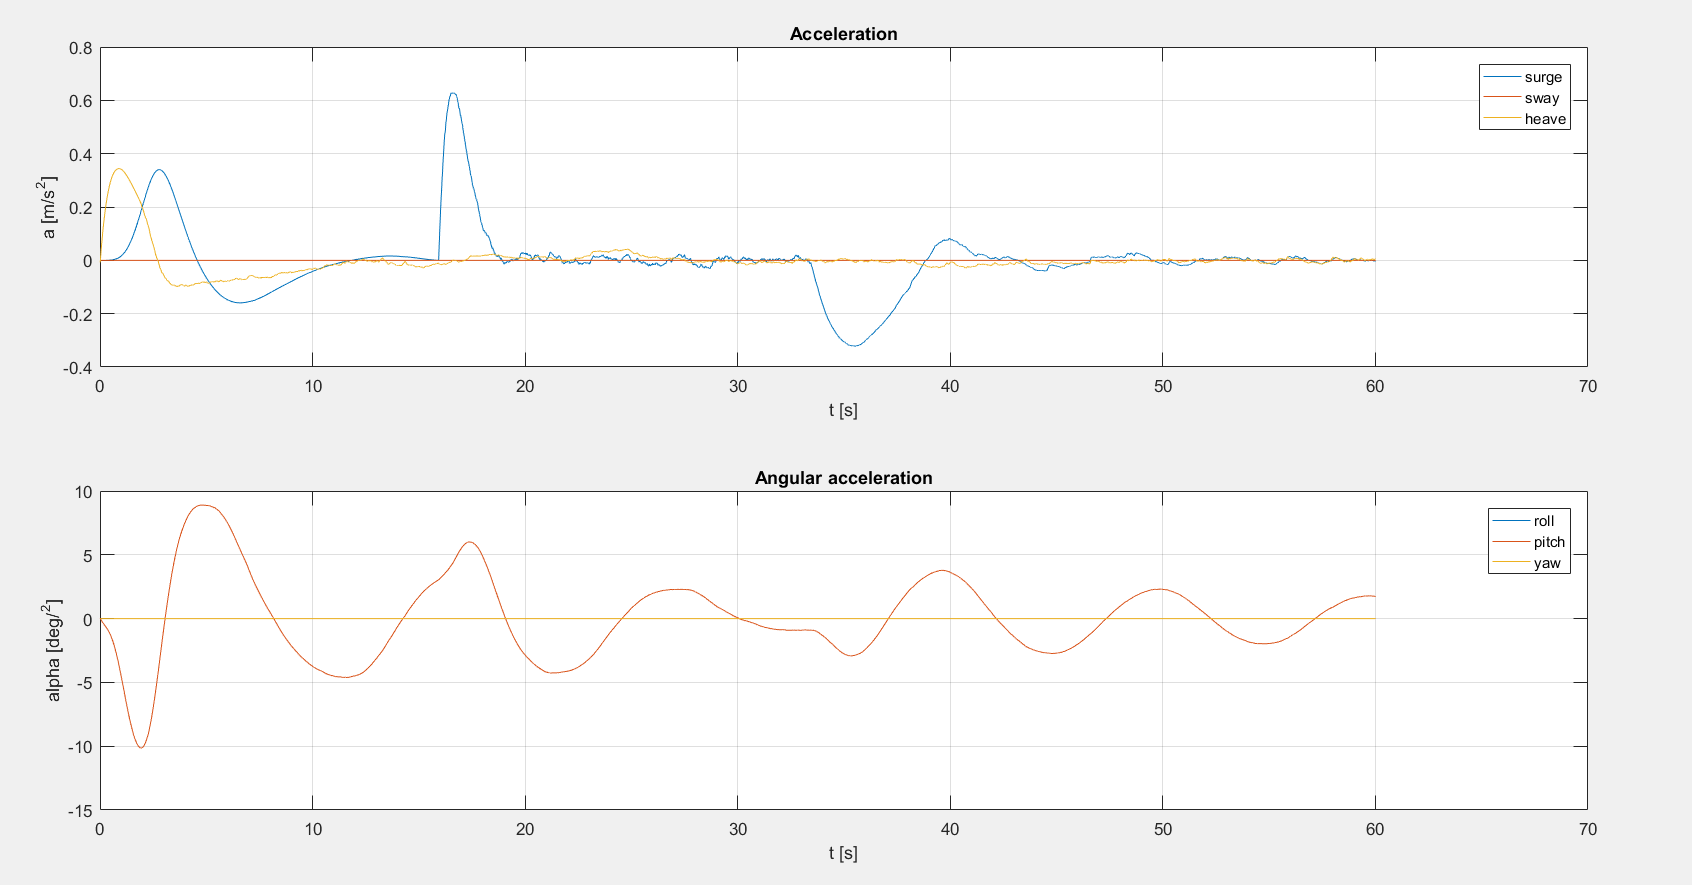 Acceleration
0.8
0.6
0.4
0.2
0
-0.2
-0.4
a [m/s^2]
surge
sway
heave
0 10 20 30 40 50 60 70
t [s]
Angular acceleration
10
5
0
-5
-10
-15
alpha [deg/^2]
roll
pitch
yaw
0 10 20 30 40 50 60 70
t [s]